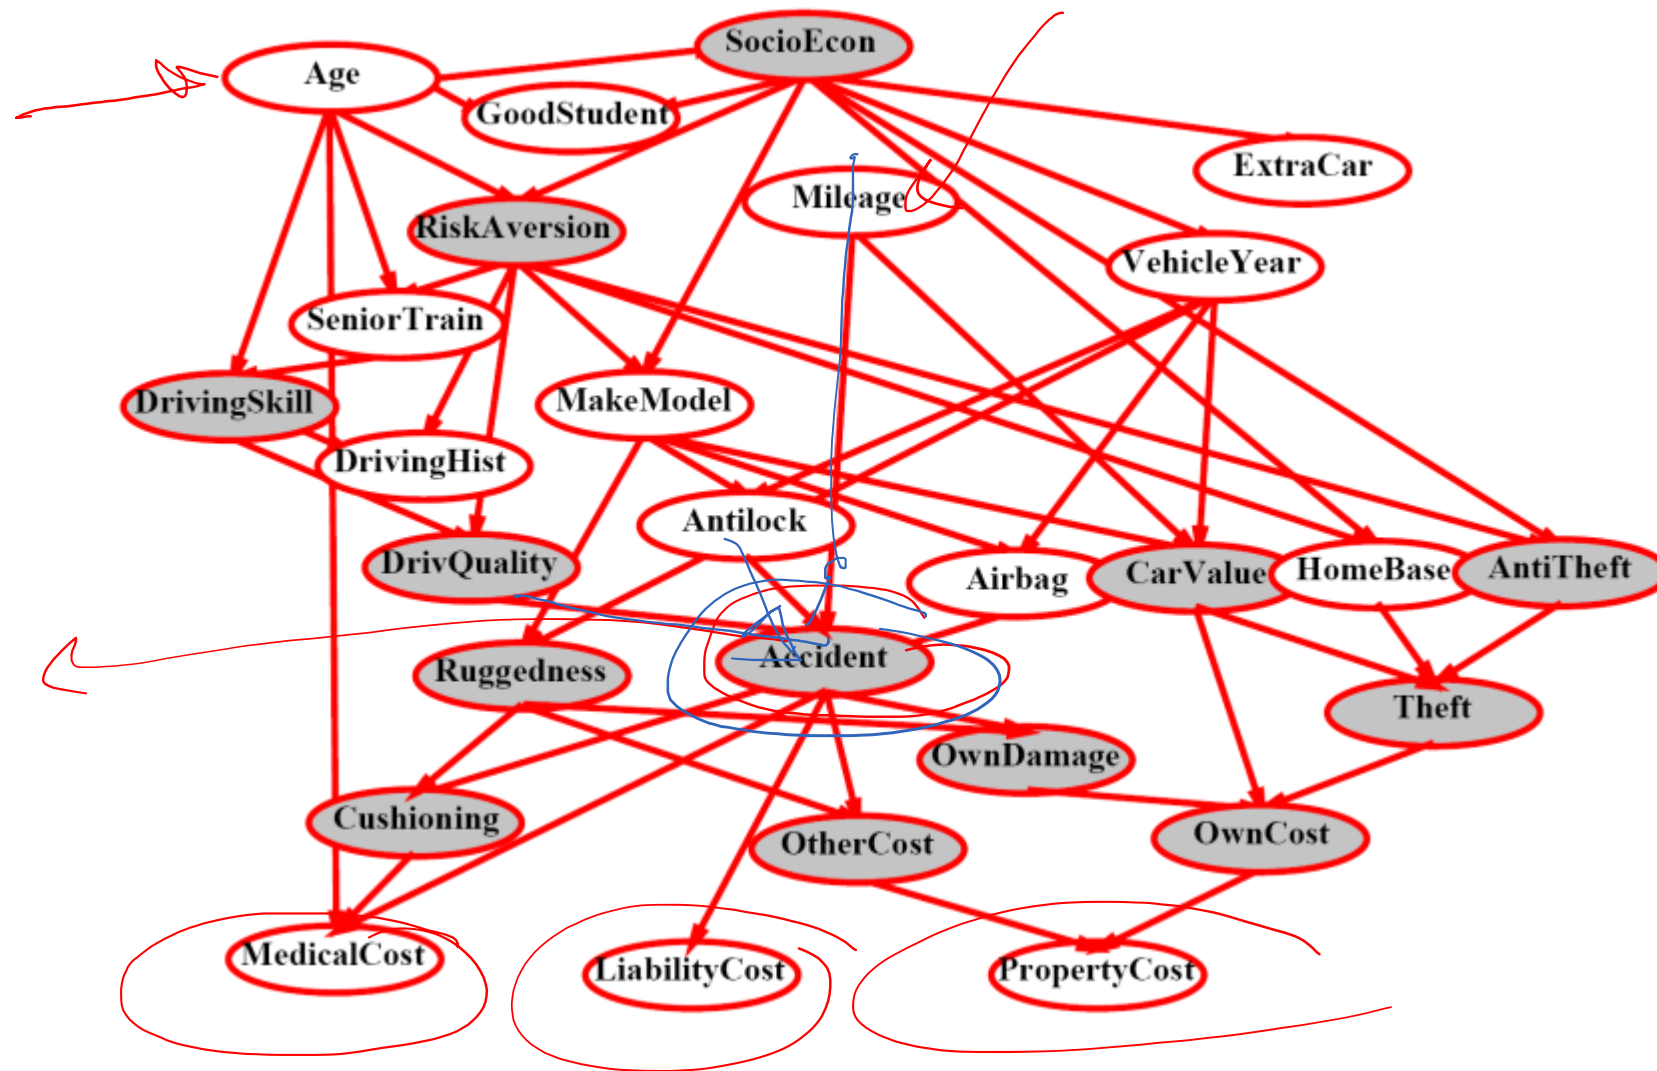 SocioEcon
Age
GoodStudent
ExtraCar
Mileage
RiskAversion
VehicleYear
SeniorTrain
DrivingSkill
MakeModel
DrivingHist
Antilock
DrivQuality
Airbag
CarValue
HomeBase
AntiTheft
Ruggedness
Accident
Theft
OwnDamage
Cushioning
OtherCost
OwnCost
MedicalCost
LiabilityCost
PropertyCost